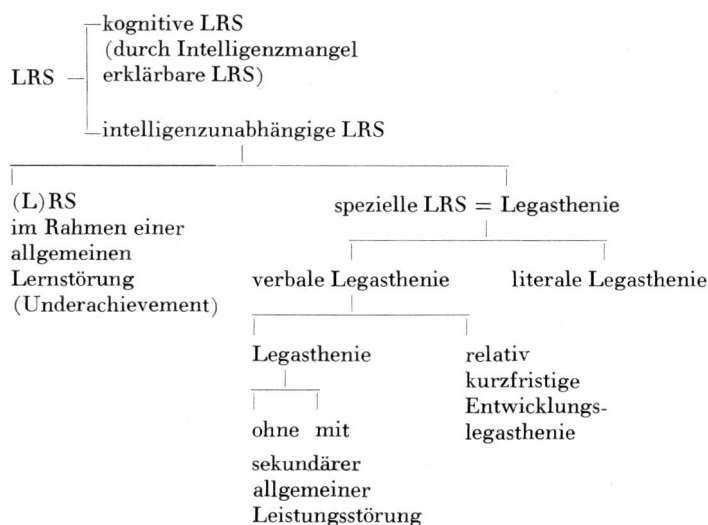 kognitive LRS
(durch Intelligenzmangel
LRS
erklärbare LRS)
intelligenzunabhängige LRS
(L)RS
im Rahmen einer
allgemeinen
Lernstörung
(Underachievement)
spezielle LRS = Legasthenie
verbale Legasthenie
literale Legasthenie
Legasthenie
ohne mit
sekundärer
allgemeiner
Leistungsstörung
relativ
kurzfristige
Entwicklungs-
legasthenie